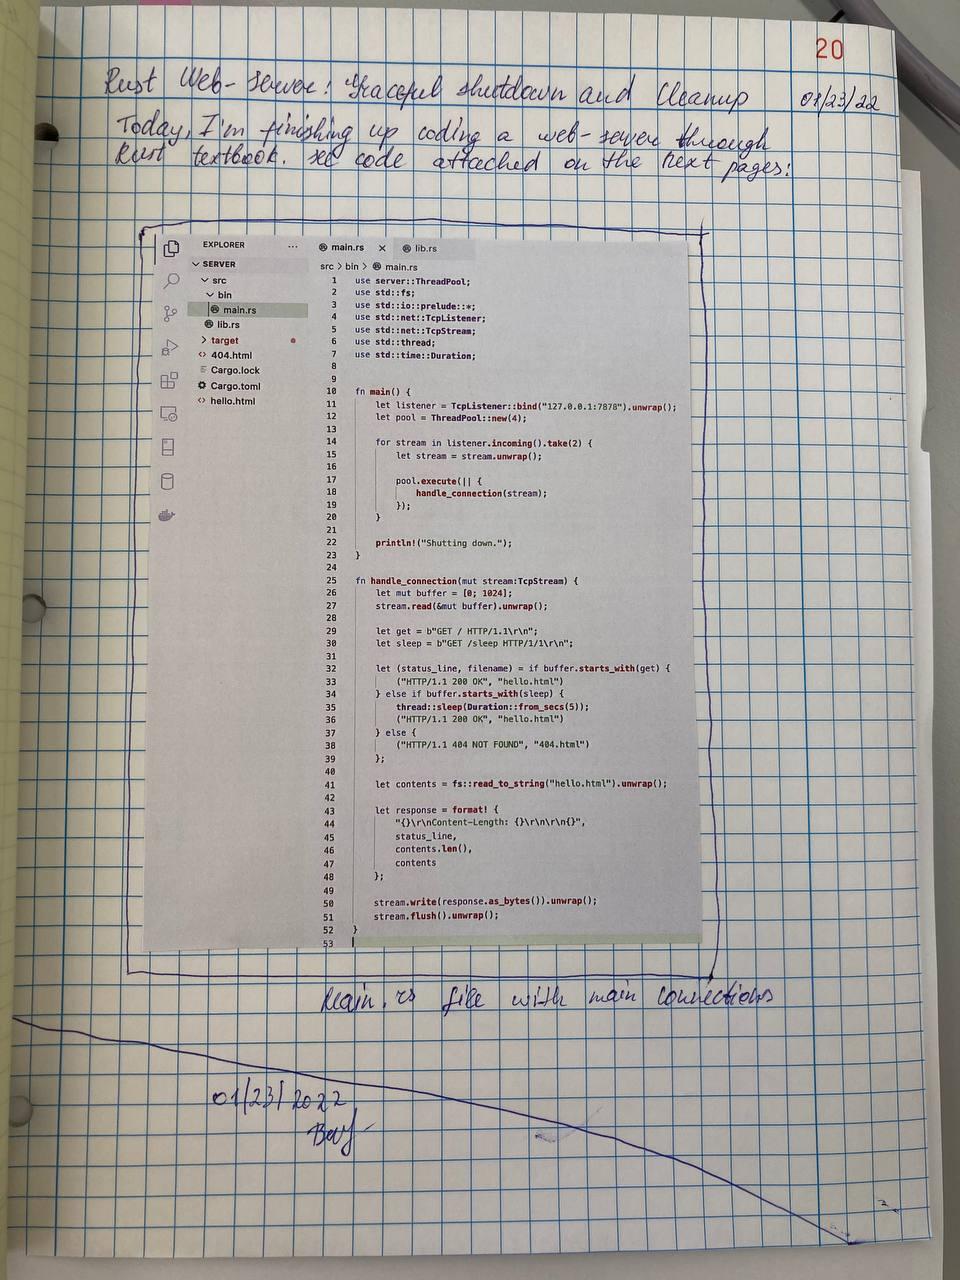 20
Rust Web-server: Graceful shutdown and Cleanup 01/23/22
Today, I'm finishing up coding a web-server through
Rust textbook. code attached on the next pages:
EXPLORER ... main.rs × lib.rs
SERVER
src > bin > main.rs
src
bin
main.rs
lib.rs
target
404.html
Cargo.lock
Cargo.toml
hello.html
1 use server::ThreadPool;
2 use std::fs;
3 use std::io::prelude::*;
4 use std::net::TcpListener;
5 use std::net::TcpStream;
6 use std::thread;
7 use std::time::Duration;
8
9
10 fn main() {
11 let listener = TcpListener::bind("127.0.0.1:7878").unwrap();
12 let pool = ThreadPool::new(4);
13
14 for stream in listener.incoming().take(2) {
15 let stream = stream.unwrap();
16
17 pool.execute(|| {
18 handle_connection(stream);
19 });
20 }
21
22 println!("Shutting down.");
23 }
24
25 fn handle_connection(mut stream:TcpStream) {
26 let mut buffer = [0; 1024];
27 stream.read(&mut buffer).unwrap();
28
29 let get = b"GET / HTTP/1.1\r\n";
30 let sleep = b"GET /sleep HTTP/1/1\r\n";
31
32 let (status_line, filename) = if buffer.starts_with(get) {
33 ("HTTP/1.1 200 OK", "hello.html")
34 } else if buffer.starts_with(sleep) {
35 thread::sleep(Duration::from_secs(5));
36 ("HTTP/1.1 200 OK", "hello.html")
37 } else {
38 ("HTTP/1.1 404 NOT FOUND", "404.html")
39 };
40
41 let contents = fs::read_to_string("hello.html").unwrap();
42
43 let response = format! {
44 "{}\r\nContent-Length: {}\r\n\r\n{}",
45 status_line,
46 contents.len(),
47 contents
48 };
49
50 stream.write(response.as_bytes()).unwrap();
51 stream.flush().unwrap();
52 }
53
Main.rs file with main connections
01/23/2022